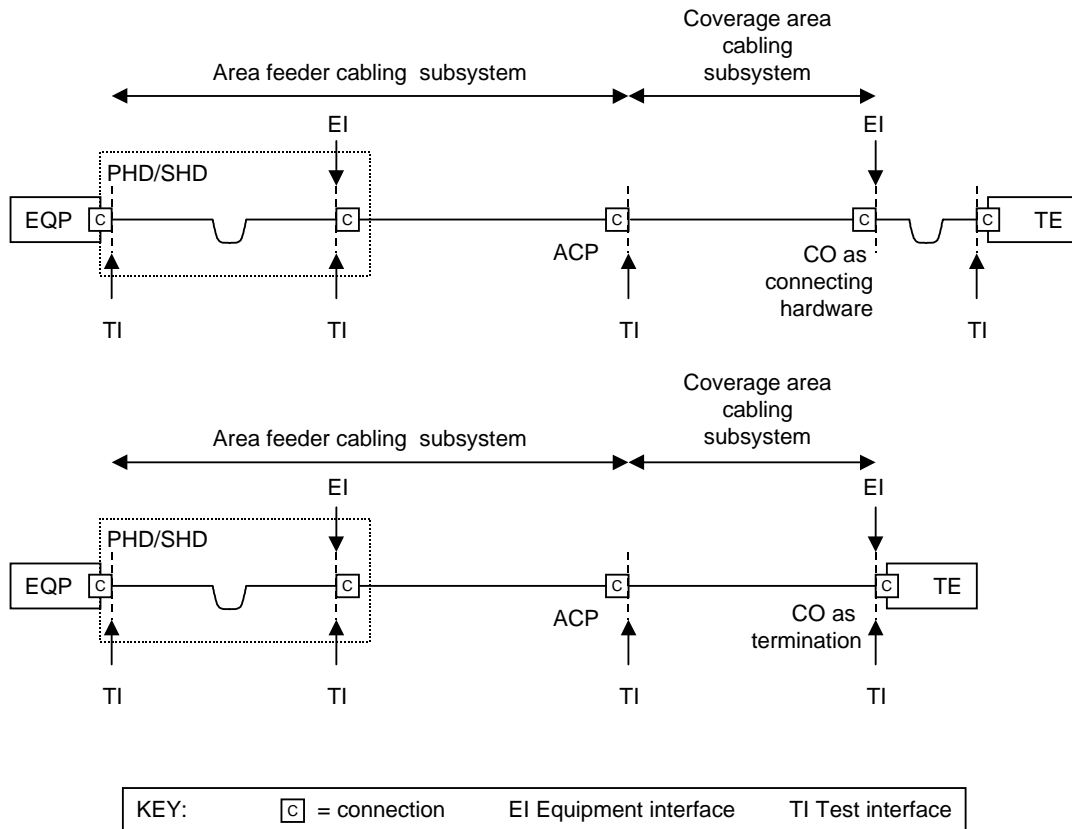 Coverage area
cabling
subsystem
Area feeder cabling subsystem
EI
EI
PHD/SHD
EQP
C
C
C
C
C
TE
ACP
CO as
connecting
hardware
TI
TI
TI
TI
Coverage area
cabling
subsystem
Area feeder cabling subsystem
EI
EI
PHD/SHD
EQP
C
C
C
C
TE
ACP
CO as
termination
TI
TI
TI
TI
KEY: C = connection EI Equipment interface TI Test interface